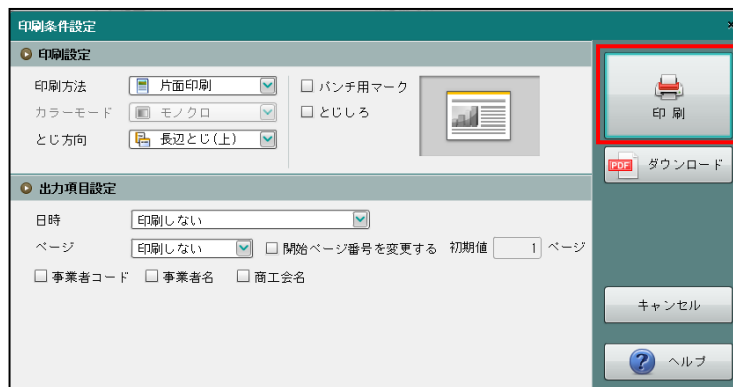 印刷条件設定
印刷設定
印刷方法 片面印刷 パンチ用マーク
カラーモード モノクロ とじしろ
とじ方向 長辺とじ(上)
印 刷
PDF ダウンロード
出力項目設定
日時 印刷しない
ページ 印刷しない 開始ページ番号を変更する 初期値 1 ページ
事業者コード 事業者名 商工会名
キャンセル
? ヘルプ